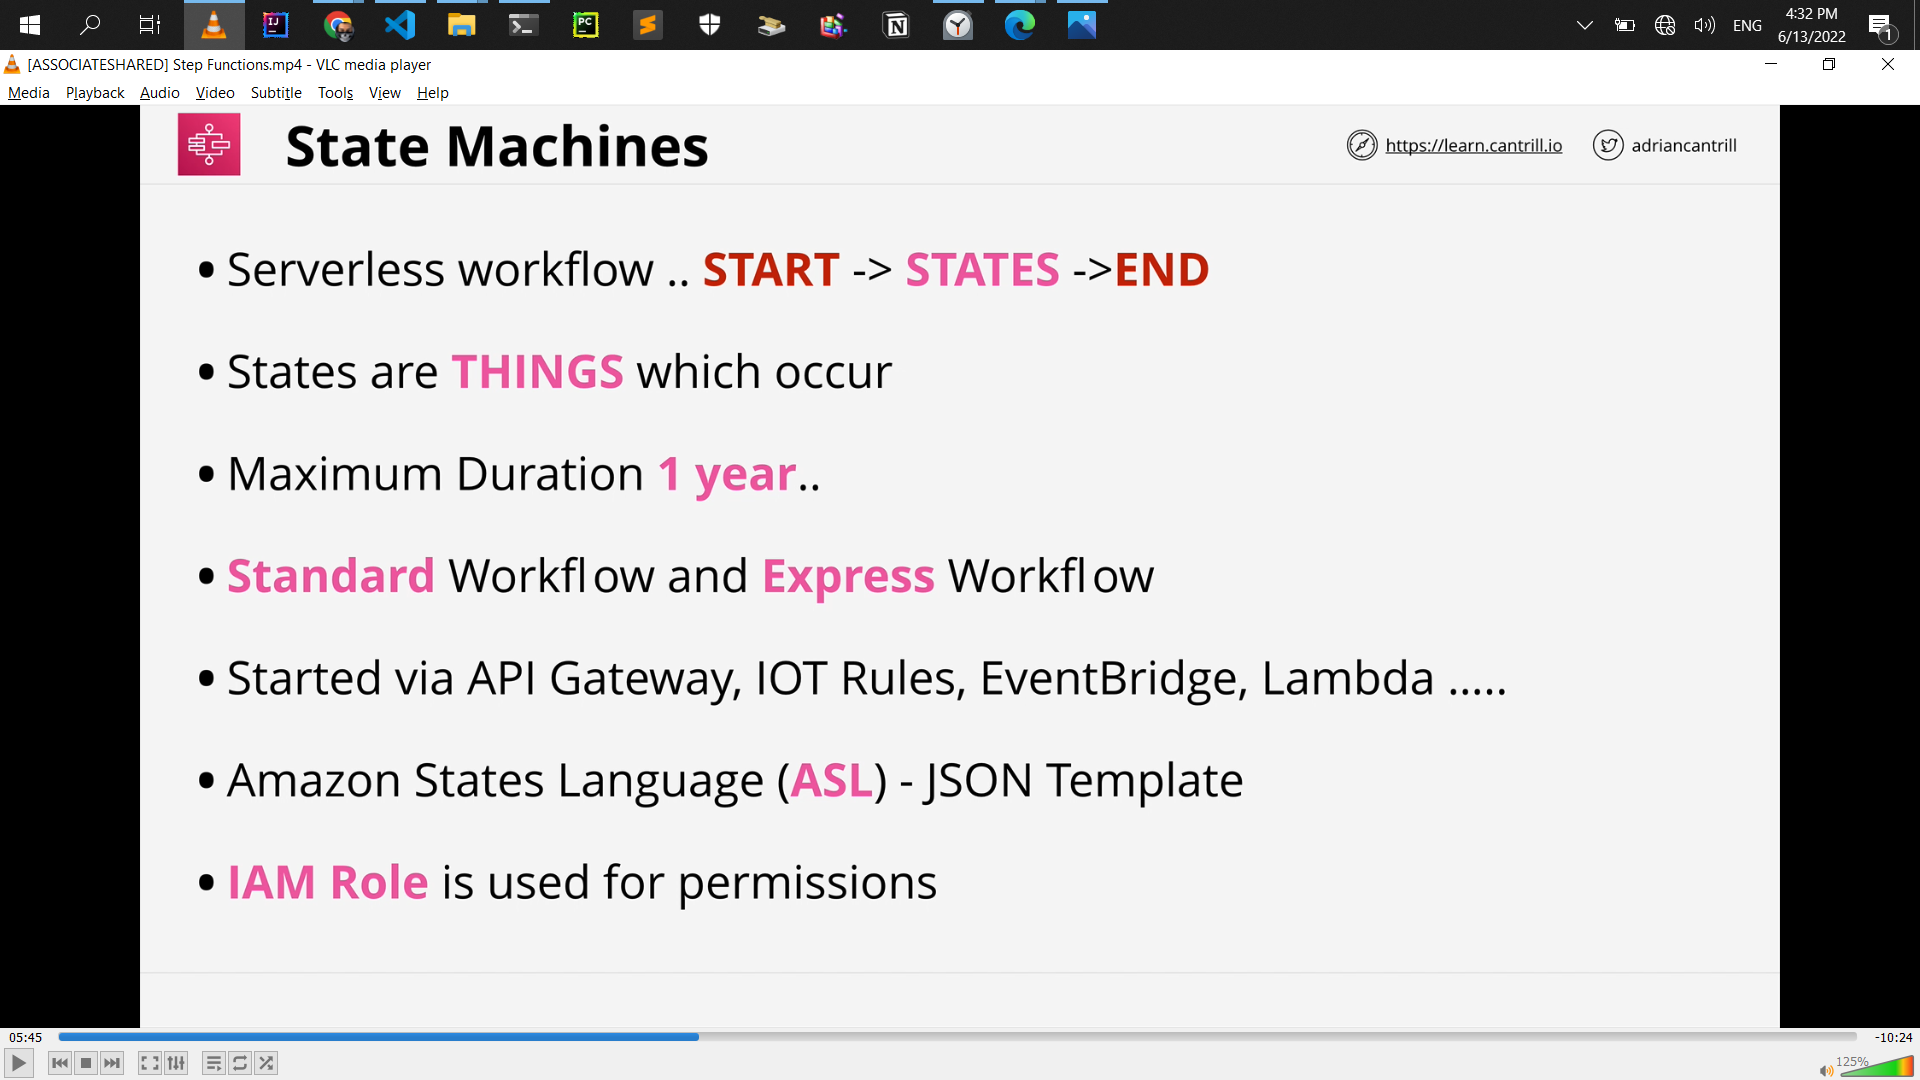 4:32 PM
ENG
6/13/2022
1
[ASSOCIATESHARED] Step Functions.mp4 - VLC media player
Media Playback Audio Video Subtitle Tools View Help
State Machines
https://learn.cantrill.io adriancantrill
• Serverless workflow .. START -> STATES ->END
• States are THINGS which occur
• Maximum Duration 1 year..
• Standard Workflow and Express Workflow
• Started via API Gateway, IOT Rules, EventBridge, Lambda .....
• Amazon States Language (ASL) - JSON Template
• IAM Role is used for permissions
05:45 -10:24
125%